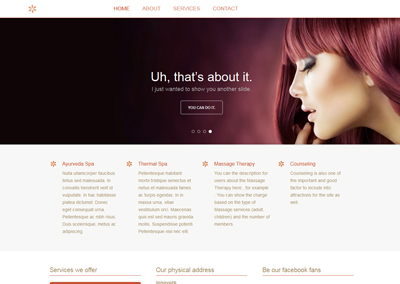 HOME ABOUT SERVICES CONTACT
Uh, that's about it.
I just wanted to show you another slide.
YOU CAN DO IT.
Ayurveda Spa
Nulla ullamcorper faucibus
tellus sed malesuada. In
convallis hendrerit velit id
vulputate. In hac habitasse
platea dictumst. Donec
eget consequat urna.
Pellentesque ac nibh risus.
Duis scelerisque, metus ac
adipiscing
Thermal Spa
Pellentesque habitant
morbi tristique senectus et
netus et malesuada fames
ac turpis egestas. In in
massa urna, vitae
vestibulum orci. Maecenas
quis est sed mauris gravida
mollis. Suspendisse potenti.
Pellentesque nisl nec elit
Massage Therapy
You can the description for
users about the Massage
Therapy here , for example
: You can show the charge
based on the type of
Massage services (adult,
children) and the number of
members
Counseling
Counseling is also one of
the important and good
factor to include into
attractions for the site as
well
Services we offer
Our physical address
Be our facebook fans